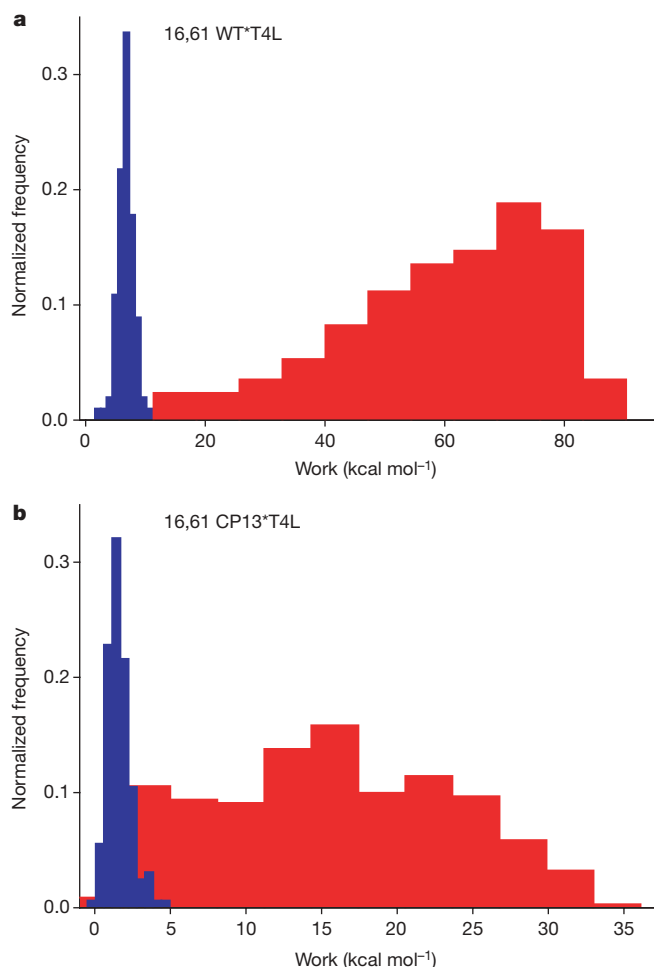 a
16,61 WT*T4L
Normalized frequency
0.3
0.2
0.1
0.0
0 20 40 60 80
Work (kcal mol⁻¹)
b
16,61 CP13*T4L
Normalized frequency
0.3
0.2
0.1
0.0
0 5 10 15 20 25 30 35
Work (kcal mol⁻¹)